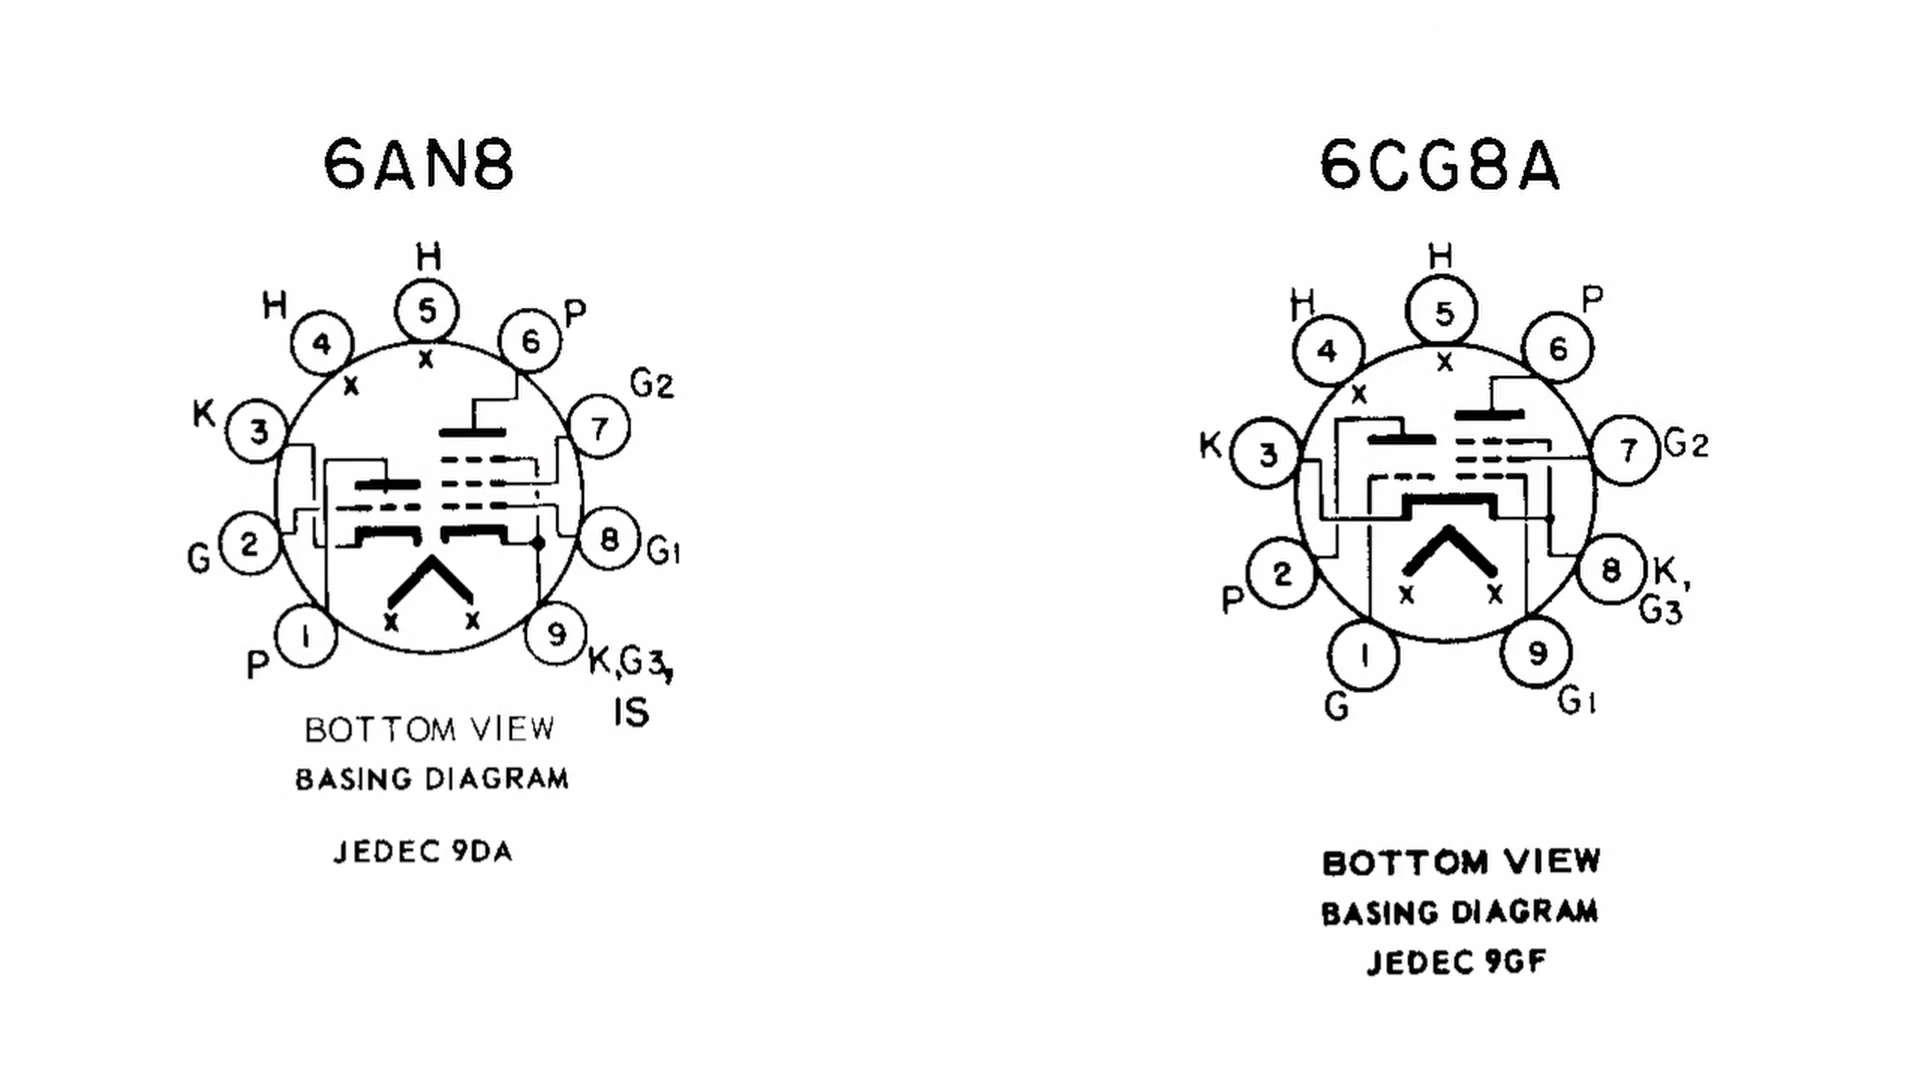 6AN8
H
H
5
P
4
6
G2
K
3
7
x
x
2
8
G
G1
1
9
P
x
x
K,G3,
IS
BOTTOM VIEW
BASING DIAGRAM
JEDEC 9DA
6CG8A
H
H
5
P
4
6
x
x
K
3
7
G2
2
8
K,
P
x
x
G3
1
9
G
G1
BOTTOM VIEW
BASING DIAGRAM
JEDEC 9GF